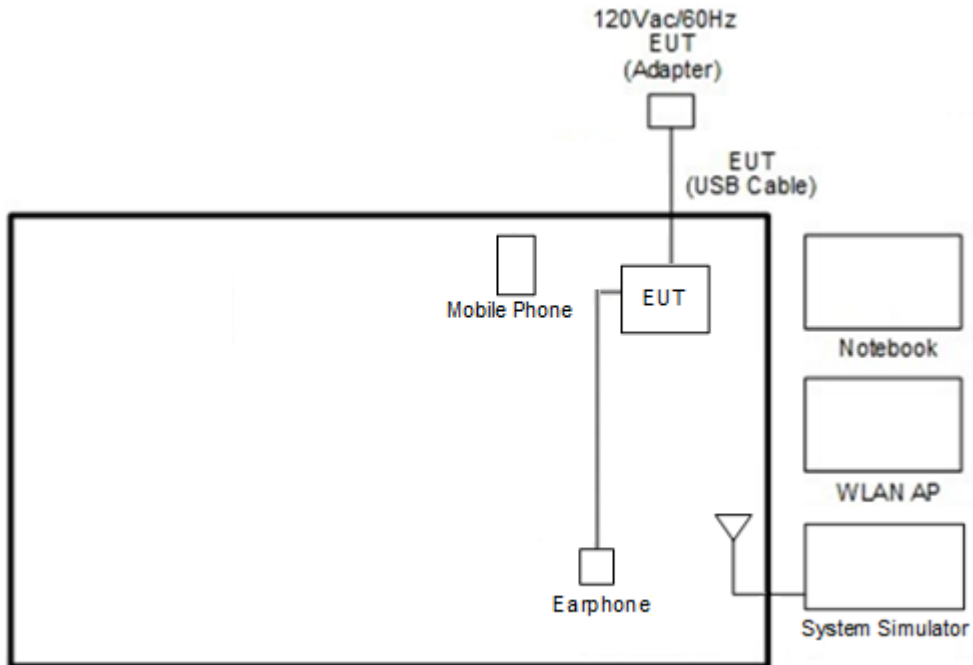 120Vac/60Hz
EUT
(Adapter)
EUT
(USB Cable)
Mobile Phone
EUT
Notebook
WLAN AP
Earphone
System Simulator